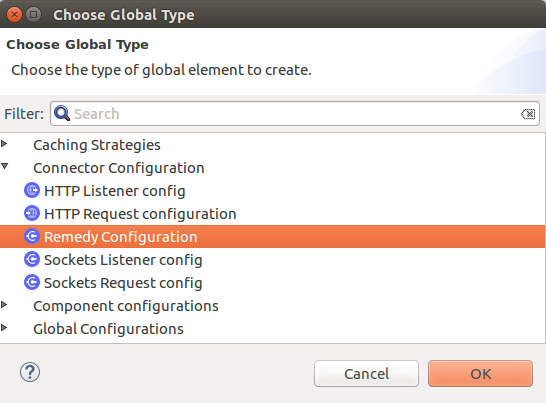 Choose Global Type
Choose Global Type
Choose the type of global element to create.
Filter: Search
Caching Strategies
Connector Configuration
HTTP Listener config
HTTP Request configuration
Remedy Configuration
Sockets Listener config
Sockets Request config
Component configurations
Global Configurations
? Cancel OK